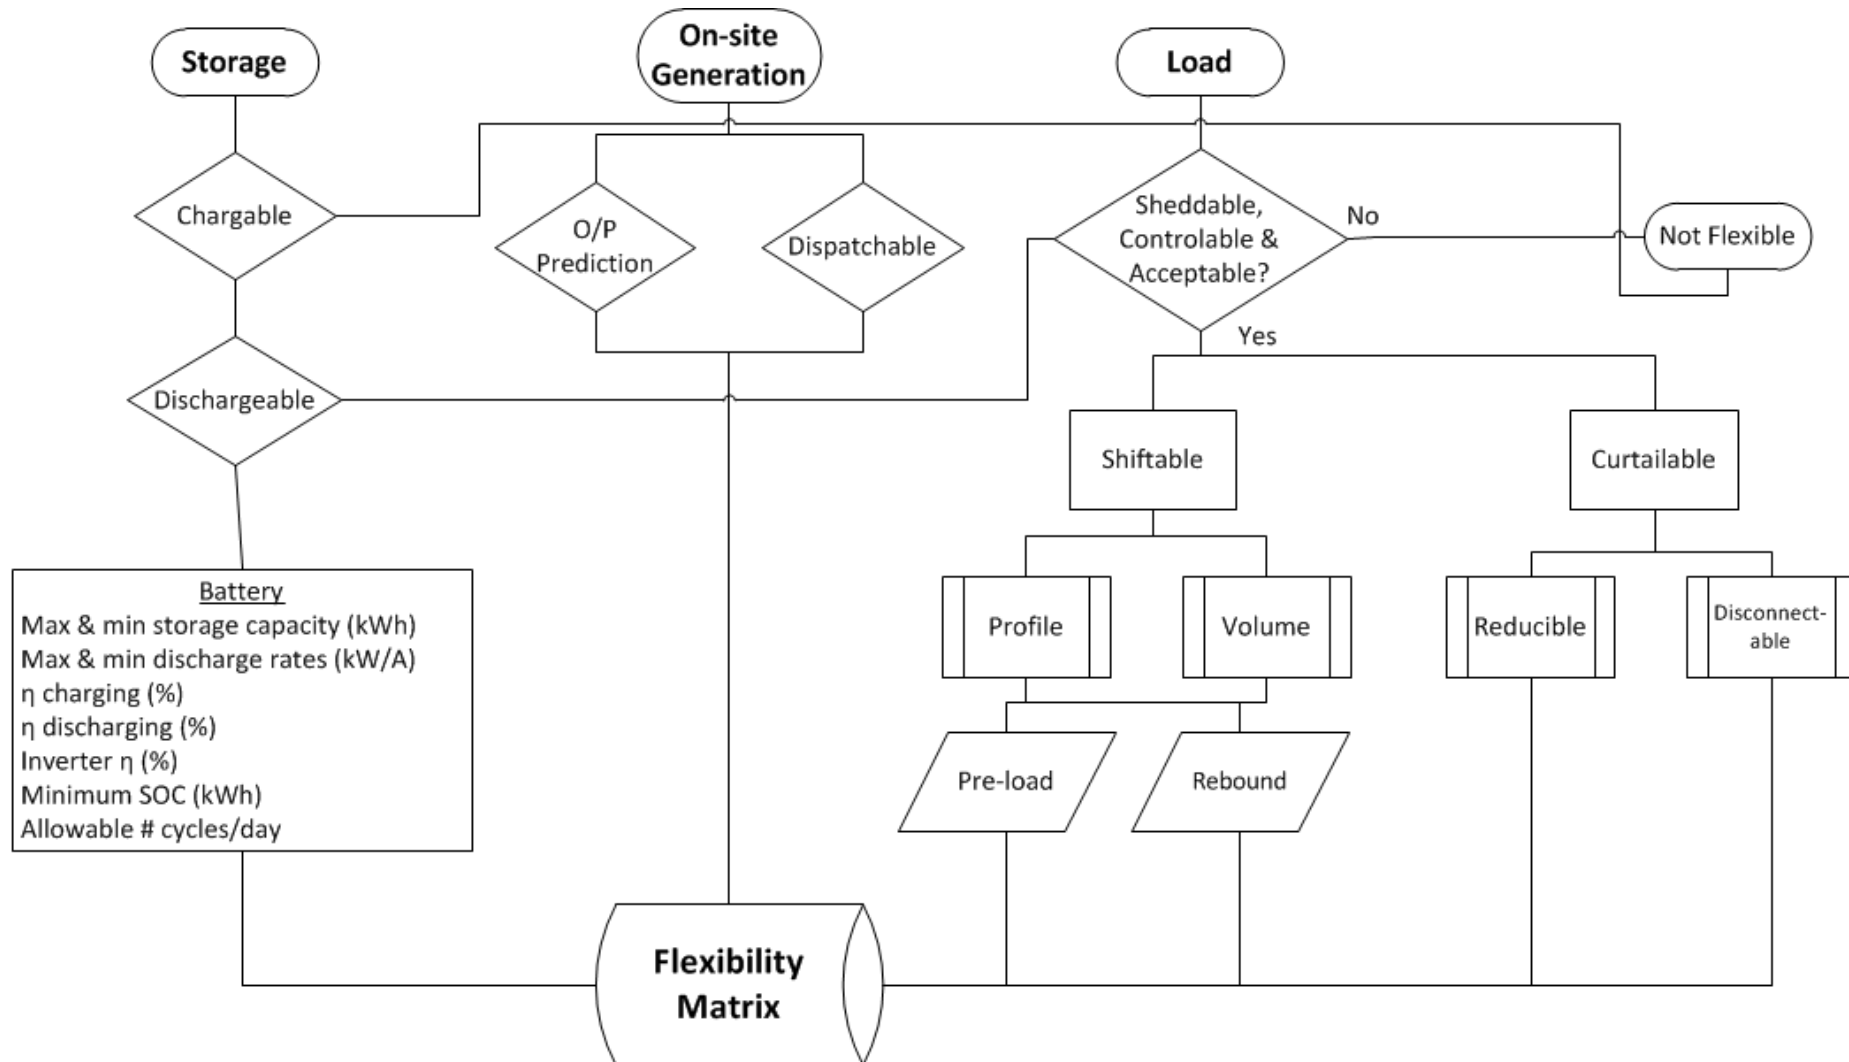 Storage
On-site
Generation
Load
Chargable
O/P
Prediction
Dispatchable
Sheddable,
Controlable &
Acceptable?
No
Not Flexible
Yes
Dischargeable
Shiftable
Curtailable
Battery
Max & min storage capacity (kWh)
Max & min discharge rates (kW/A)
η charging (%)
η discharging (%)
Inverter η (%)
Minimum SOC (kWh)
Allowable # cycles/day
Profile
Volume
Reducible
Disconnect-
able
Pre-load
Rebound
Flexibility
Matrix